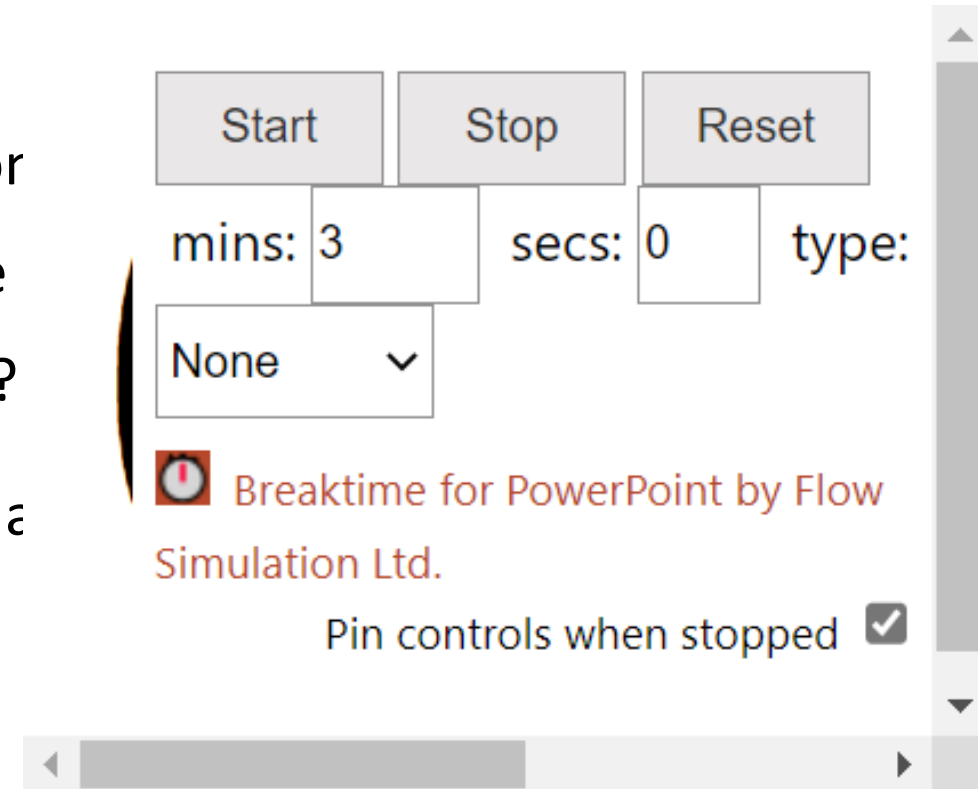 Start Stop Reset
mins: 3 secs: 0 type:
None
Breaktime for PowerPoint by Flow
Simulation Ltd.
Pin controls when stopped